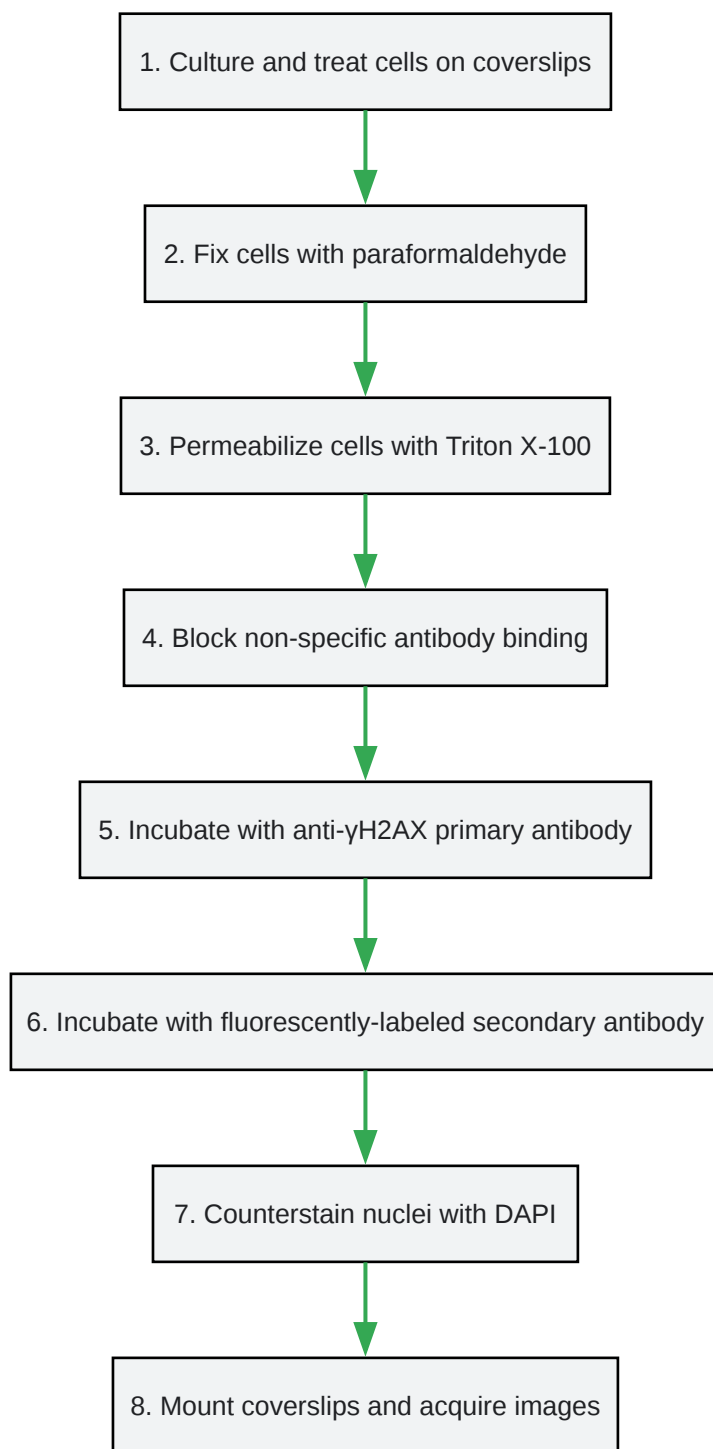 1. Culture and treat cells on coverslips
2. Fix cells with paraformaldehyde
3. Permeabilize cells with Triton X-100
4. Block non-specific antibody binding
5. Incubate with anti-γH2AX primary antibody
6. Incubate with fluorescently-labeled secondary antibody
7. Counterstain nuclei with DAPI
8. Mount coverslips and acquire images